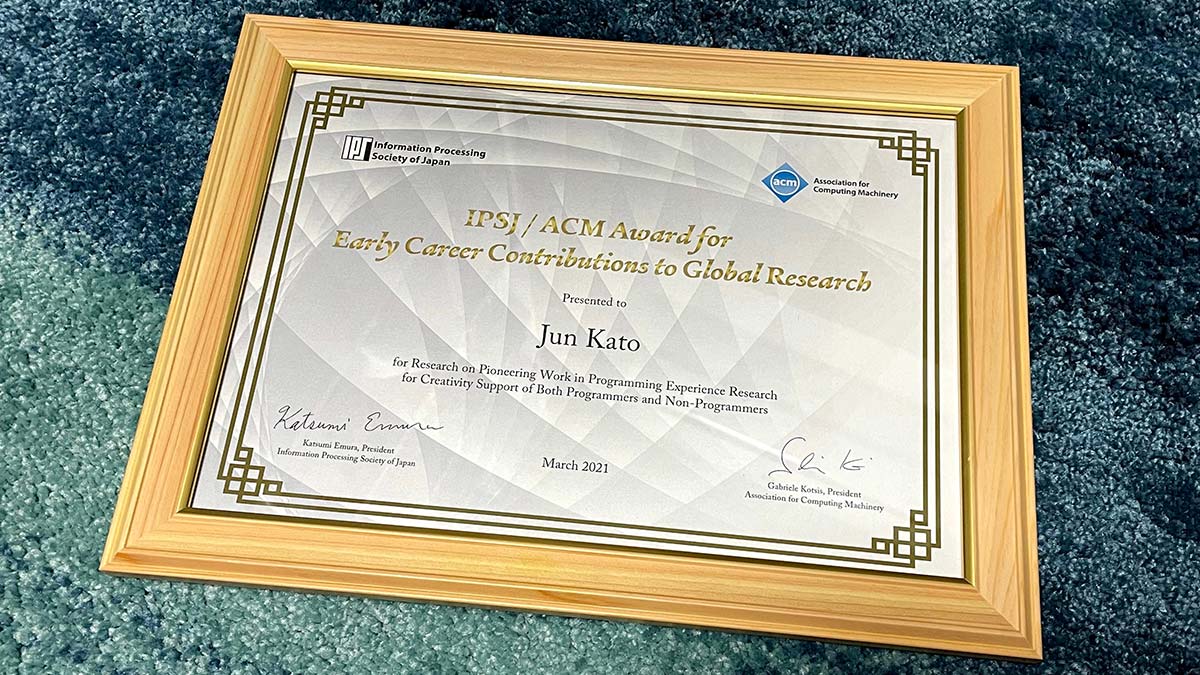 IPSJ Information Processing
Society of Japan
acm Association for
Computing Machinery
IPSJ / ACM Award for
Early Career Contributions to Global Research
Presented to
Jun Kato
for Research on Pioneering Work in Programming Experience Research
for Creativity Support of Both Programmers and Non-Programmers
Katsumi Emura
Katsumi Emura, President
Information Processing Society of Japan
March 2021
Gabriele Kotsis, President
Association for Computing Machinery